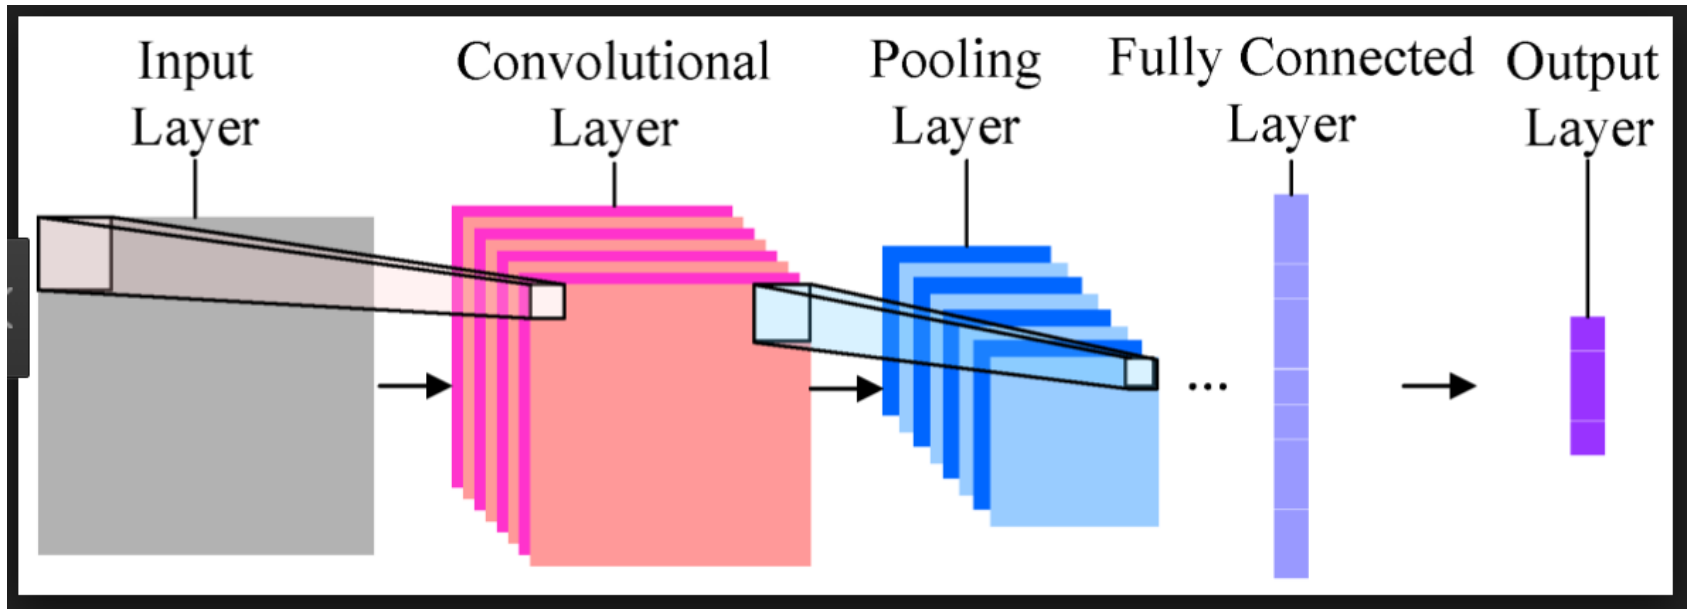 Input
Layer
Convolutional
Layer
Pooling
Layer
Fully Connected
Layer
Output
Layer
...